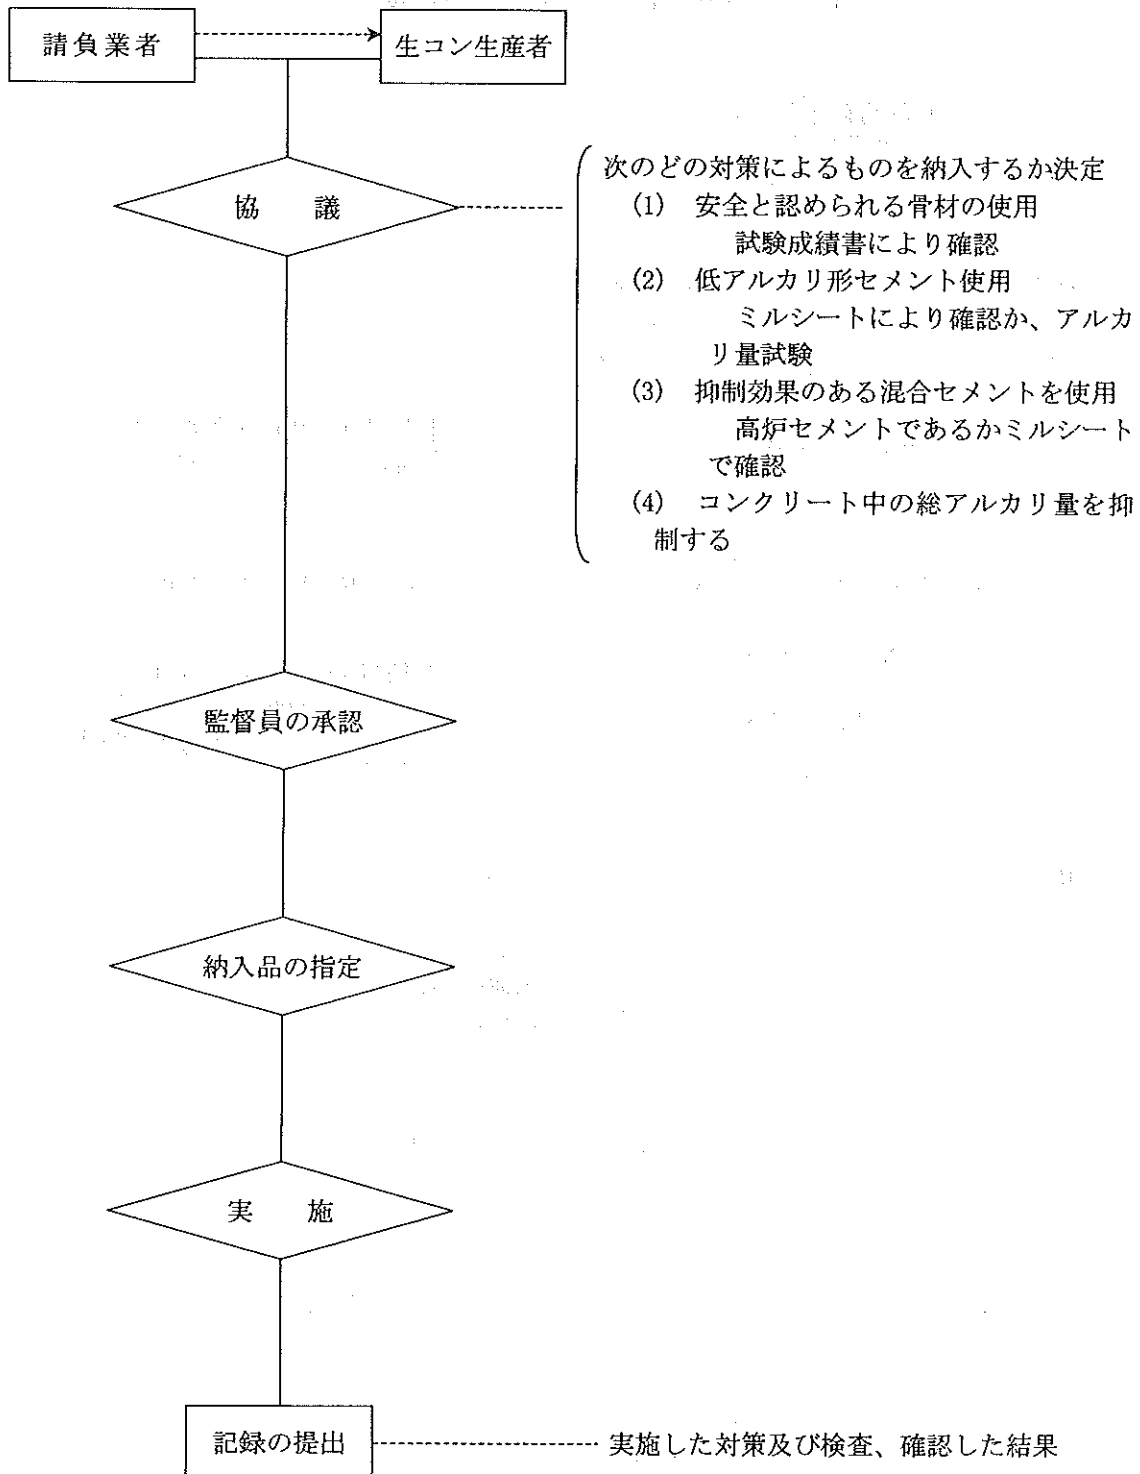 請負業者
生コン生産者
協　議
次のどの対策によるものを納入するか決定
(1)　安全と認められる骨材の使用
試験成績書により確認
(2)　低アルカリ形セメント使用
ミルシートにより確認か、アルカ
リ量試験
(3)　抑制効果のある混合セメントを使用
高炉セメントであるかミルシート
で確認
(4)　コンクリート中の総アルカリ量を抑
制する
監督員の承認
納入品の指定
実　施
記録の提出
実施した対策及び検査、確認した結果